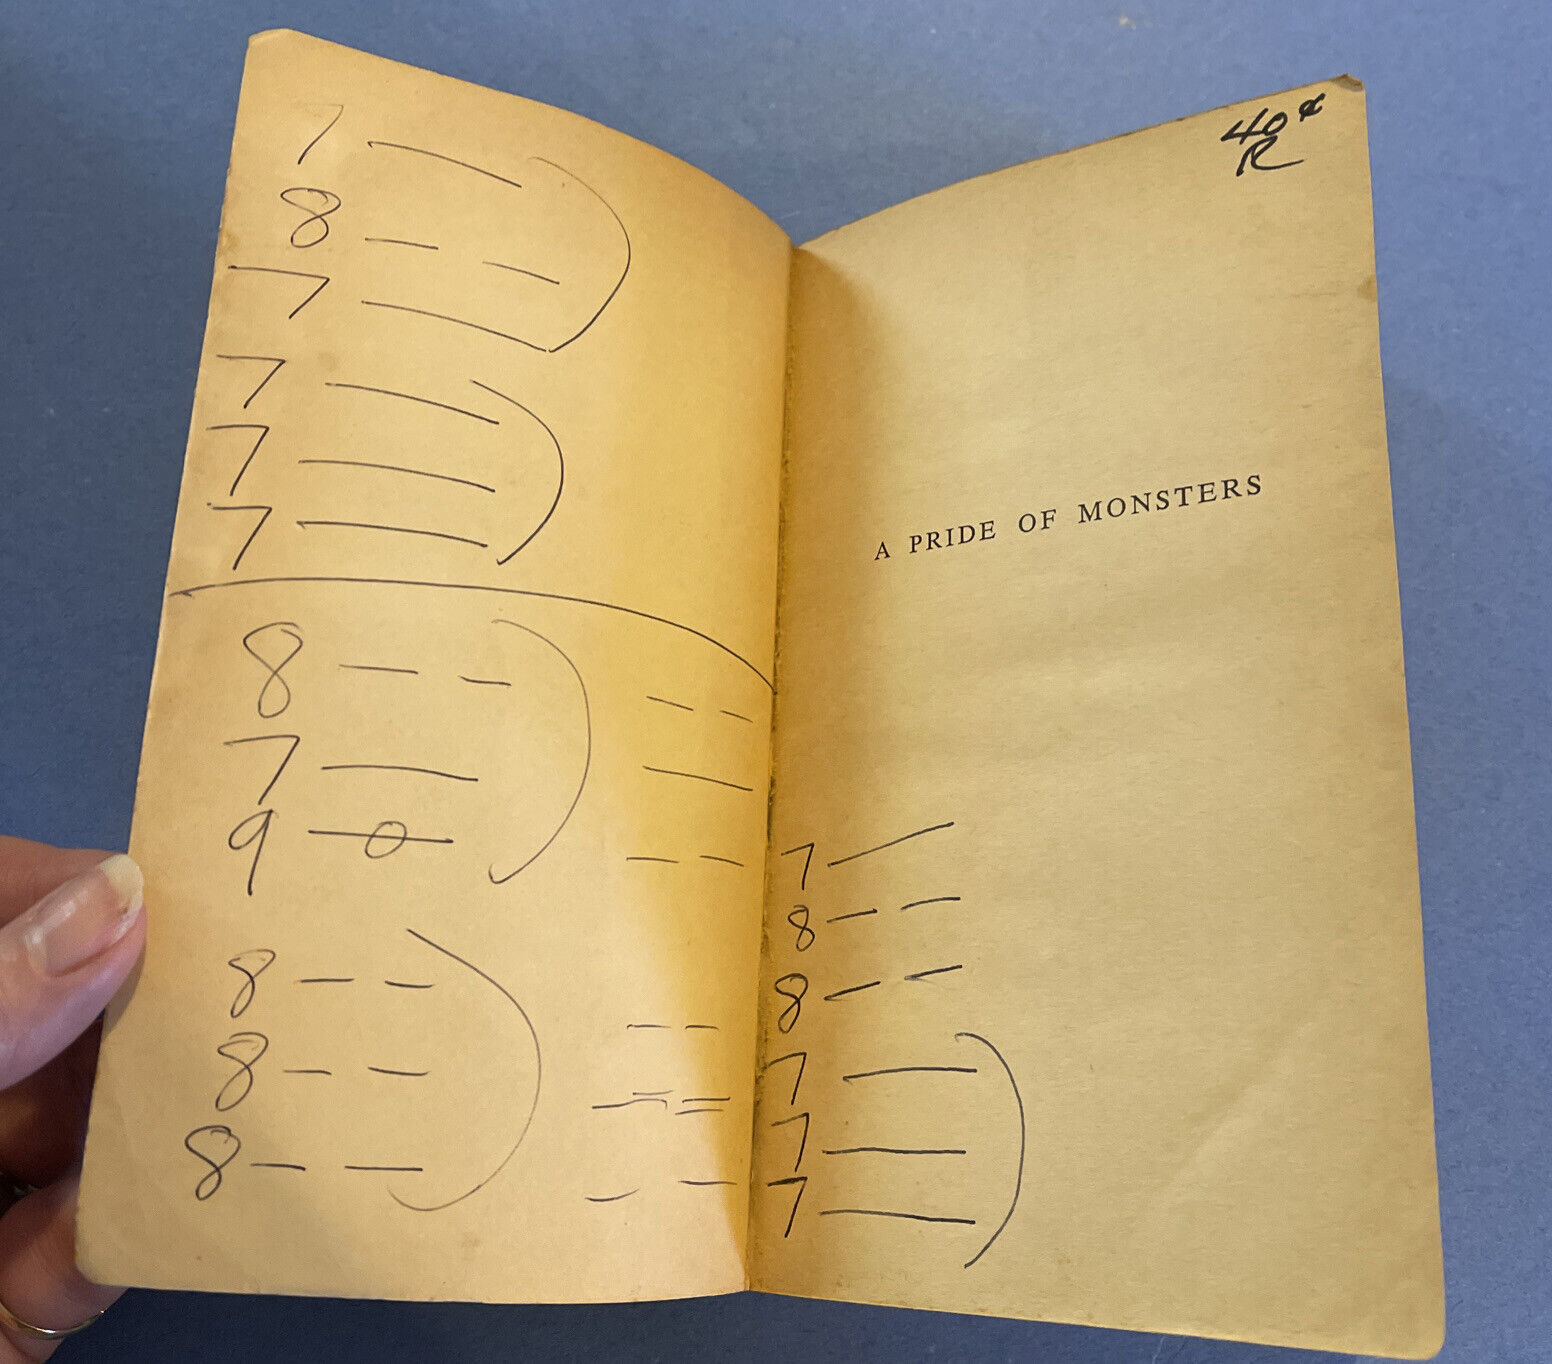 7 ———
8 — —
7 ———
7 ———
7 ———
7 ———
8 — —
7 ———
9 —0—
8 — —
8 — —
8 — —
40¢
R
A PRIDE OF MONSTERS
7 ———
8 — —
8 — —
7 ———
7 ———
7 ———